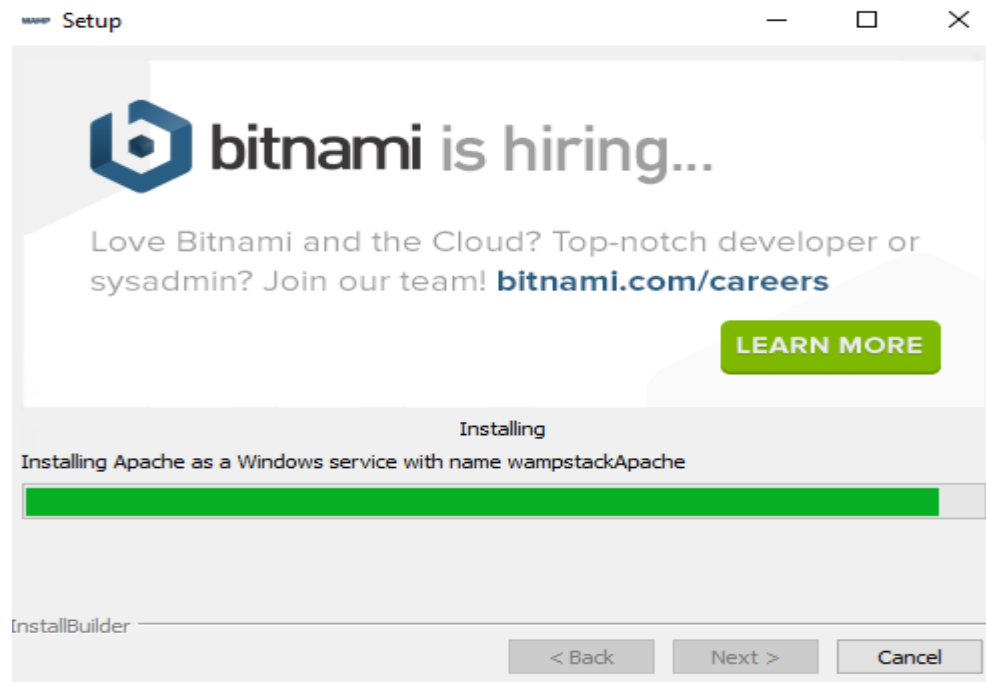 WAMP Setup
bitnami is hiring...
Love Bitnami and the Cloud? Top-notch developer or
sysadmin? Join our team! bitnami.com/careers
LEARN MORE
Installing
Installing Apache as a Windows service with name wampstackApache
InstallBuilder
< Back Next > Cancel